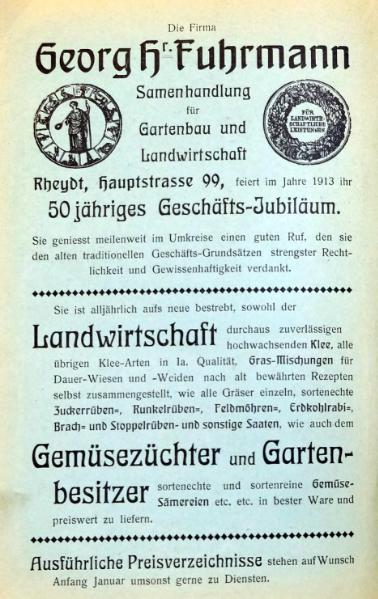 Die Firma
Georg Hr. Fuhrmann
Samenhandlung
für
Gartenbau und
Landwirtschaft
FÜR
LANDWIRT-
SCHAFTLICHE
LEISTUNGEN
Rheydt, Hauptstrasse 99, feiert im Jahre 1913 ihr
50 jähriges Geschäfts-Jubiläum.
Sie geniesst meilenweit im Umkreise einen guten Ruf, den sie
den alten traditionellen Geschäfts-Grundsätzen strengster Recht-
lichkeit und Gewissenhaftigkeit verdankt.
Sie ist alljährlich aufs neue bestrebt, sowohl der
Landwirtschaft durchaus zuverlässigen
hochwachsenden Klee, alle
übrigen Klee-Arten in Ia. Qualität, Gras-Mischungen für
Dauer-Wiesen und -Weiden nach alt bewährten Rezepten
selbst zusammengestellt, wie alle Gräser einzeln, sortenechte
Zuckerrüben=, Runkelrüben=, Feldmöhren=, Erdkohlrabi=,
Brach= und Stoppelrüben- und sonstige Saaten, wie auch dem
Gemüsezüchter und Garten-
besitzer sortenechte und sortenreine Gemüse-
Sämereien etc. etc. in bester Ware und
preiswert zu liefern.
Ausführliche Preisverzeichnisse stehen auf Wunsch
Anfang Januar umsonst gerne zu Diensten.